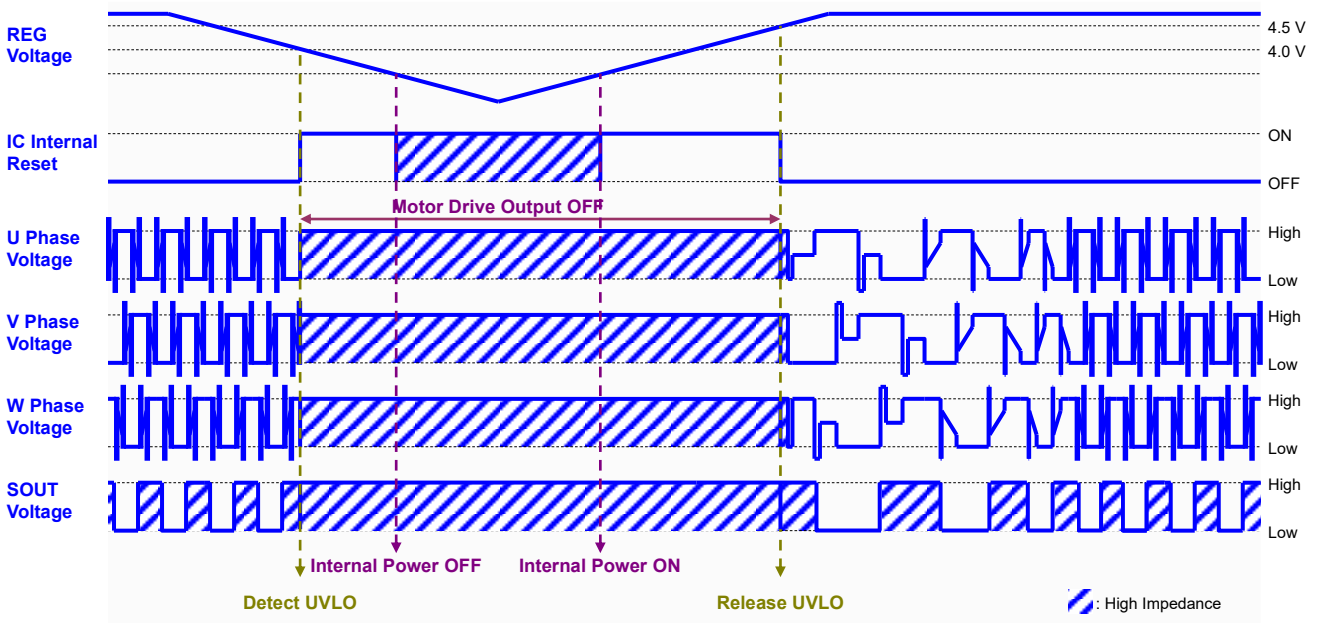 REG
Voltage
4.5 V
4.0 V
IC Internal
Reset
ON
OFF
Motor Drive Output OFF
U Phase
Voltage
High
Low
V Phase
Voltage
High
Low
W Phase
Voltage
High
Low
SOUT
Voltage
High
Low
Internal Power OFF
Internal Power ON
Detect UVLO
Release UVLO
: High Impedance